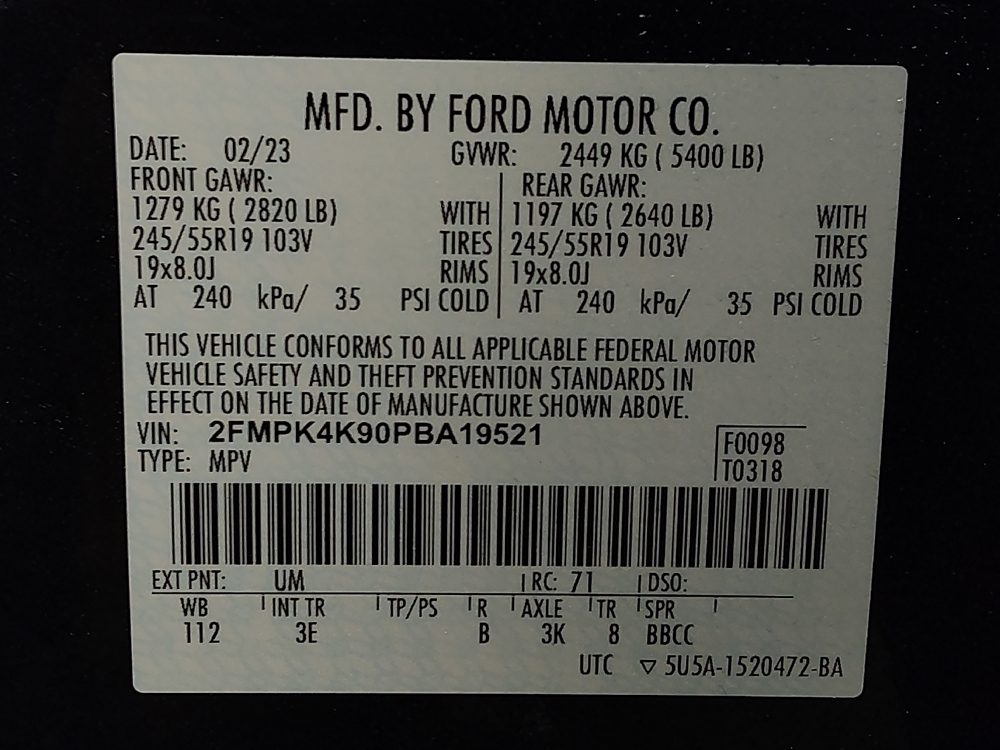 MFD. BY FORD MOTOR CO.
DATE: 02/23 GVWR: 2449 KG ( 5400 LB)
FRONT GAWR: REAR GAWR:
1279 KG ( 2820 LB) WITH 1197 KG ( 2640 LB) WITH
245/55R19 103V TIRES 245/55R19 103V TIRES
19x8.0J RIMS 19x8.0J RIMS
AT 240 kPa/ 35 PSI COLD AT 240 kPa/ 35 PSI COLD
THIS VEHICLE CONFORMS TO ALL APPLICABLE FEDERAL MOTOR
VEHICLE SAFETY AND THEFT PREVENTION STANDARDS IN
EFFECT ON THE DATE OF MANUFACTURE SHOWN ABOVE.
VIN: 2FMPK4K90PBA19521 F0098
TYPE: MPV T0318
EXT PNT: UM RC: 71 DSO:
WB INT TR TP/PS R AXLE TR SPR
112 3E B 3K 8 BBCC
UTC ▽ 5U5A-1520472-BA